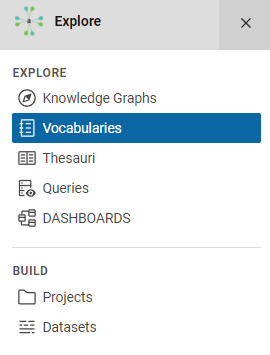 Explore
EXPLORE
Knowledge Graphs
Vocabularies
Thesauri
Queries
DASHBOARDS
BUILD
Projects
Datasets